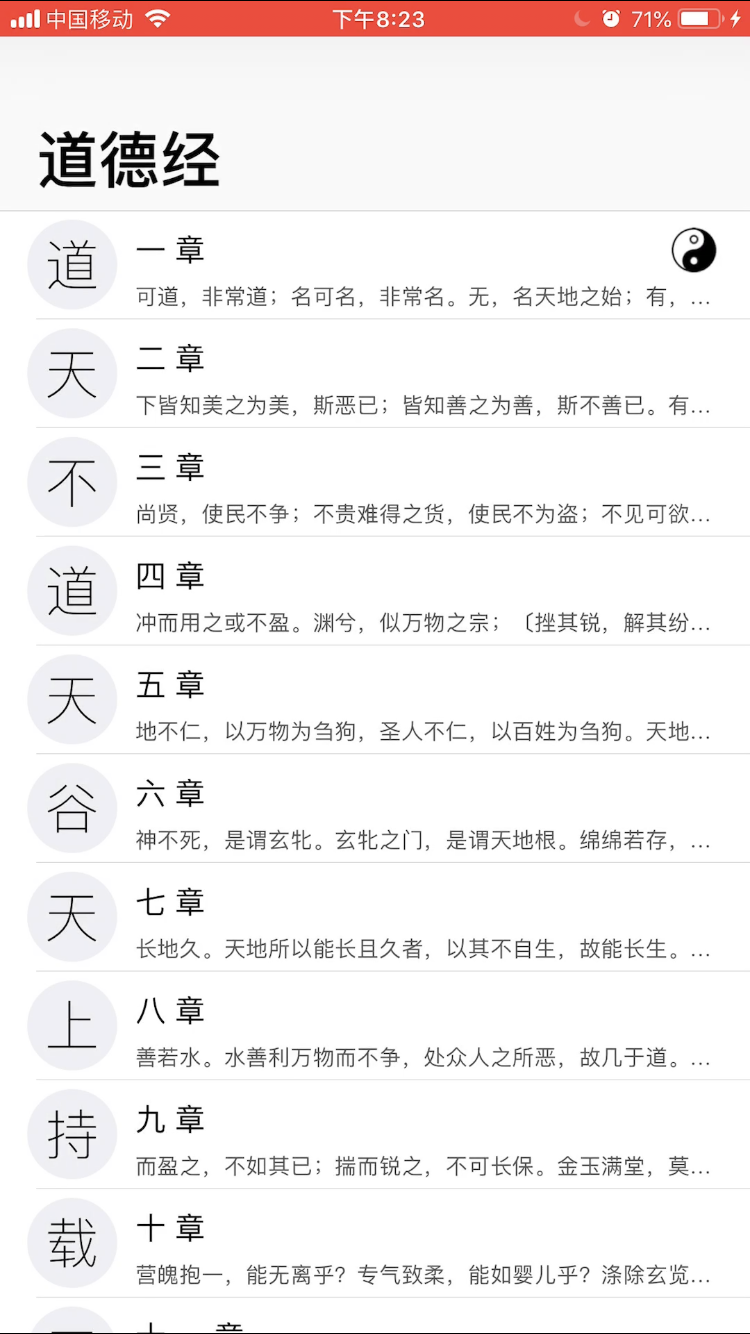 中国移动 下午8:23 71%
道德经
道 一 章
可道，非常道；名可名，非常名。无，名天地之始；有，...
天 二 章
下皆知美之为美，斯恶已；皆知善之为善，斯不善已。有...
不 三 章
尚贤，使民不争；不贵难得之货，使民不为盗；不见可欲...
道 四 章
冲而用之或不盈。渊兮，似万物之宗；〔挫其锐，解其纷...
天 五 章
地不仁，以万物为刍狗，圣人不仁，以百姓为刍狗。天地...
谷 六 章
神不死，是谓玄牝。玄牝之门，是谓天地根。绵绵若存，...
天 七 章
长地久。天地所以能长且久者，以其不自生，故能长生。...
上 八 章
善若水。水善利万物而不争，处众人之所恶，故几于道。...
持 九 章
而盈之，不如其已；揣而锐之，不可长保。金玉满堂，莫...
载 十 章
营魄抱一，能无离乎？专气致柔，能如婴儿乎？涤除玄览...